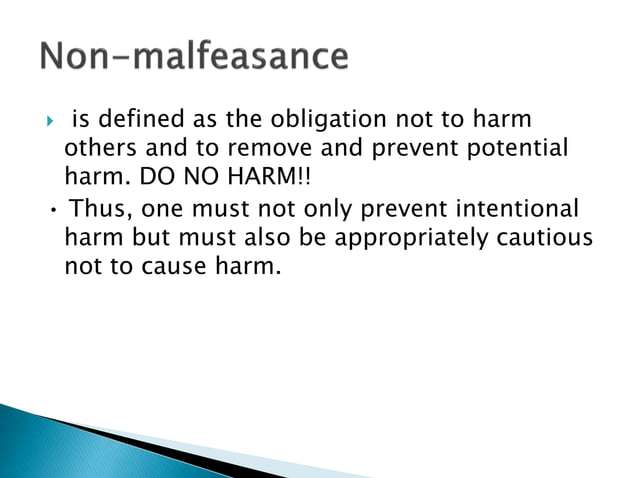 Non-malfeasance
is defined as the obligation not to harm
others and to remove and prevent potential
harm. DO NO HARM!!
• Thus, one must not only prevent intentional
harm but must also be appropriately cautious
not to cause harm.